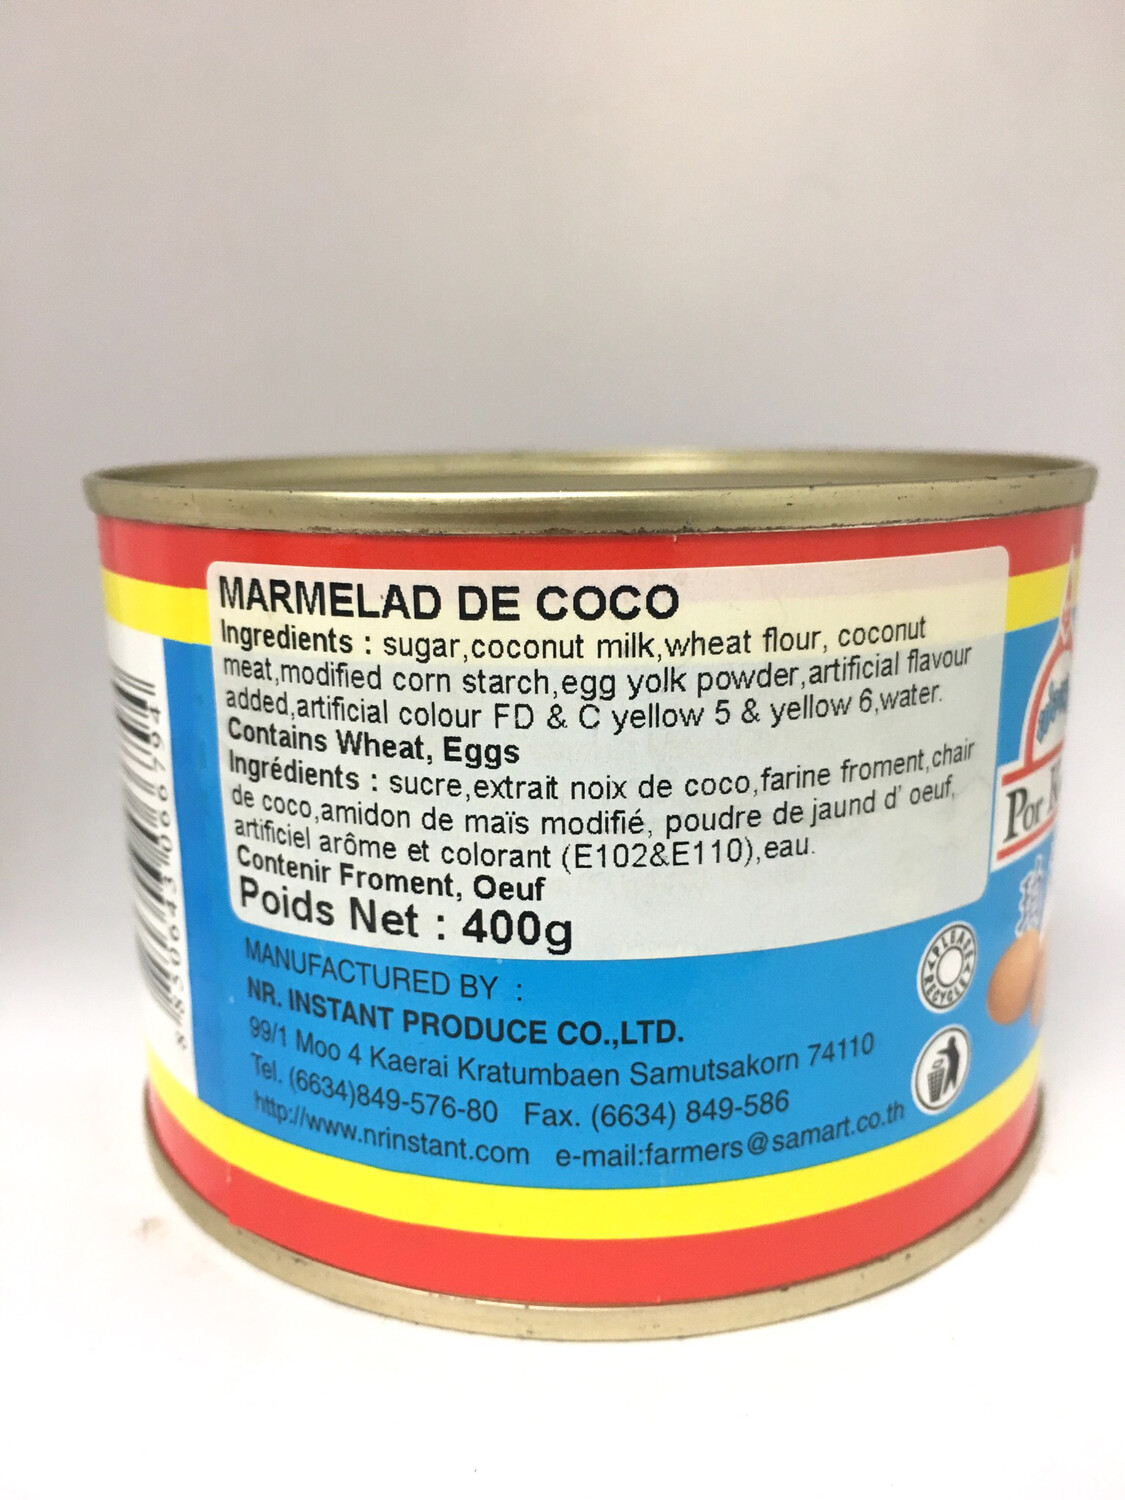 MARMELAD DE COCO
Ingredients : sugar,coconut milk,wheat flour, coconut
meat,modified corn starch,egg yolk powder,artificial flavour
added,artificial colour FD & C yellow 5 & yellow 6,water.
Contains Wheat, Eggs
Ingrédients : sucre,extrait noix de coco,farine froment,chair
de coco,amidon de maïs modifié, poudre de jaund d' oeuf,
artificiel arôme et colorant (E102&E110),eau.
Contenir Froment, Oeuf
Poids Net : 400g
MANUFACTURED BY :
NR. INSTANT PRODUCE CO.,LTD.
99/1 Moo 4 Kaerai Kratumbaen Samutsakorn 74110
Tel. (6634)849-576-80 Fax. (6634) 849-586
http://www.nrinstant.com e-mail:farmers@samart.co.th
PLEASE RECYCLE
Por